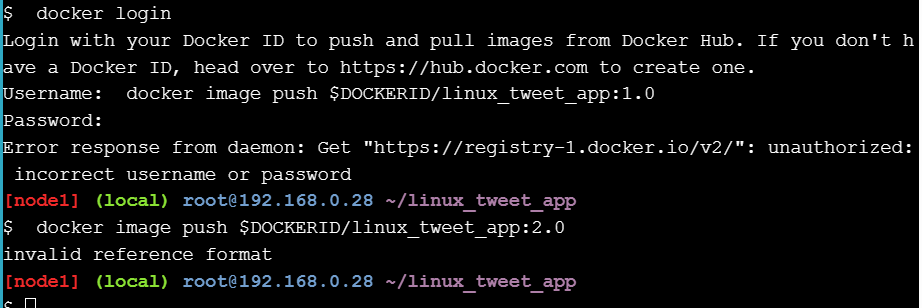 $  docker login
Login with your Docker ID to push and pull images from Docker Hub. If you don't h
ave a Docker ID, head over to https://hub.docker.com to create one.
Username:  docker image push $DOCKERID/linux_tweet_app:1.0
Password:
Error response from daemon: Get "https://registry-1.docker.io/v2/": unauthorized:
 incorrect username or password
[node1] (local) root@192.168.0.28 ~/linux_tweet_app
$  docker image push $DOCKERID/linux_tweet_app:2.0
invalid reference format
[node1] (local) root@192.168.0.28 ~/linux_tweet_app
$